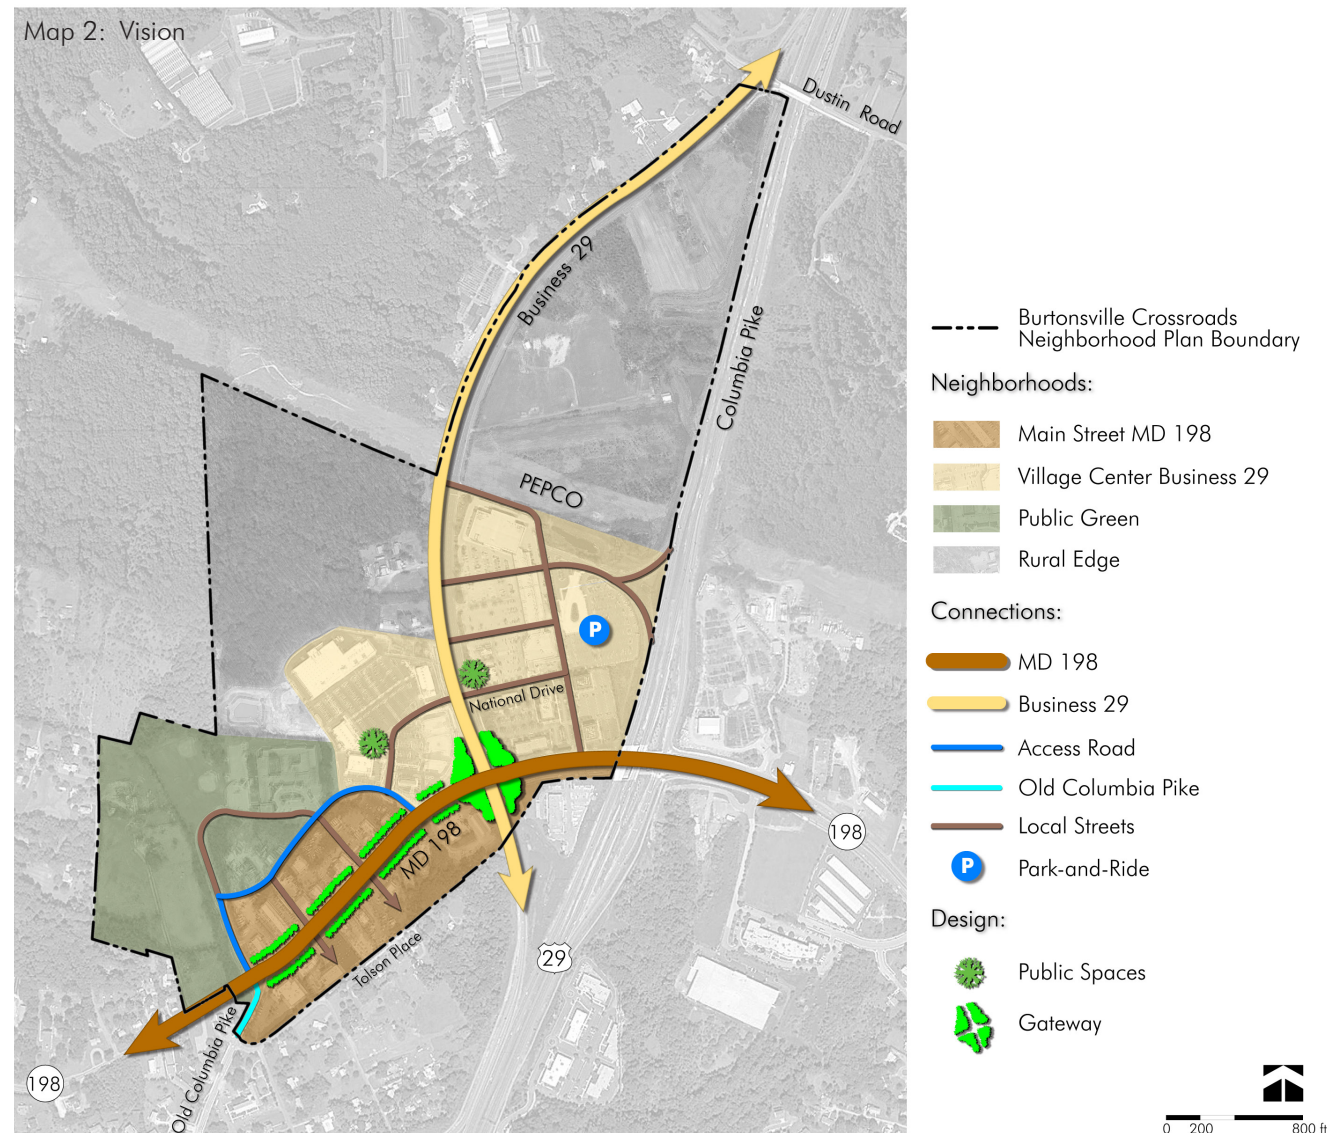 Map 2: Vision
Dustin Road
Business 29
Columbia Pike
PEPCO
P
National Drive
MD 198
198
Tolson Place
29
Old Columbia Pike
198
Burtonsville Crossroads
Neighborhood Plan Boundary
Neighborhoods:
Main Street MD 198
Village Center Business 29
Public Green
Rural Edge
Connections:
MD 198
Business 29
Access Road
Old Columbia Pike
Local Streets
P Park-and-Ride
Design:
Public Spaces
Gateway
0 200 800 ft